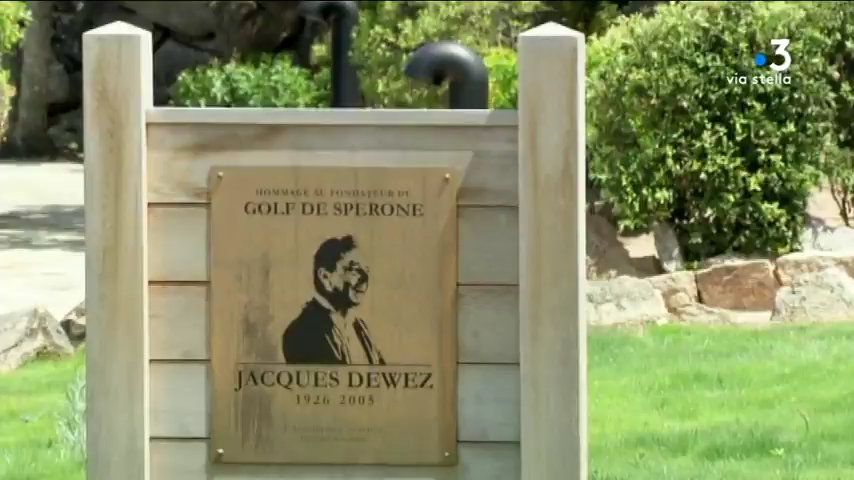 3
via stella
HOMMAGE AU FONDATEUR DU
GOLF DE SPERONE
JACQUES DEWEZ
1926 2005